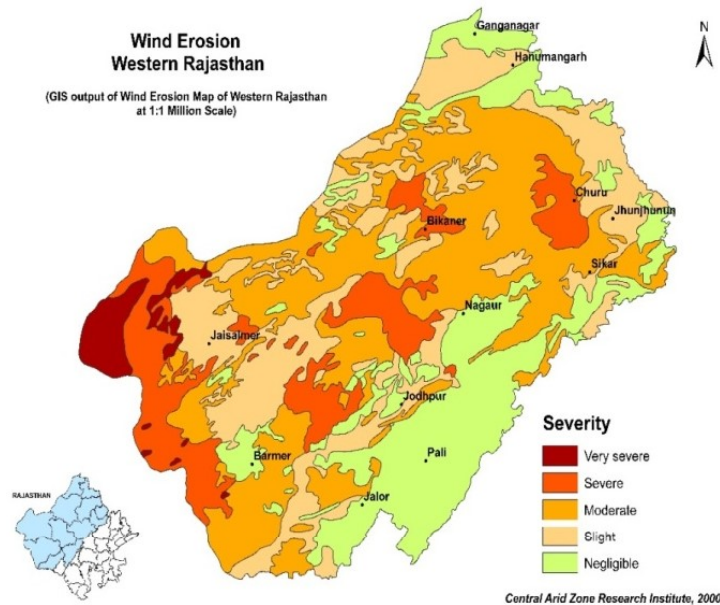 Wind Erosion
Western Rajasthan
(GIS output of Wind Erosion Map of Western Rajasthan
at 1:1 Million Scale)
N
Ganganagar
Hanumangarh
Churu
Jhunjhunun
Bikaner
Sikar
Nagaur
Jaisalmer
Jodhpur
Barmer
Pali
Jalor
Severity
Very severe
Severe
Moderate
Slight
Negligible
RAJASTHAN
Central Arid Zone Research Institute, 2000